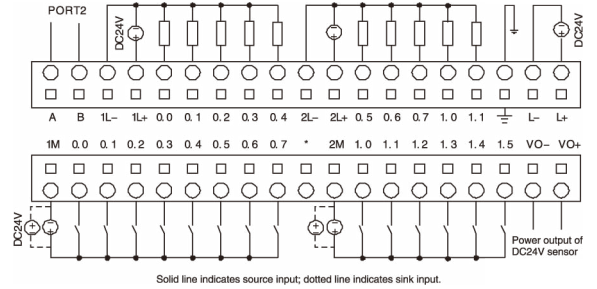 PORT2
DC24V
DC24V
A B 1L− 1L+ 0.0 0.1 0.2 0.3 0.4 2L− 2L+ 0.5 0.6 0.7 1.0 1.1 L− L+
1M 0.0 0.1 0.2 0.3 0.4 0.5 0.6 0.7 * 2M 1.0 1.1 1.2 1.3 1.4 1.5 VO− VO+
DC24V
DC24V
Power output of
DC24V sensor
Solid line indicates source input; dotted line indicates sink input.